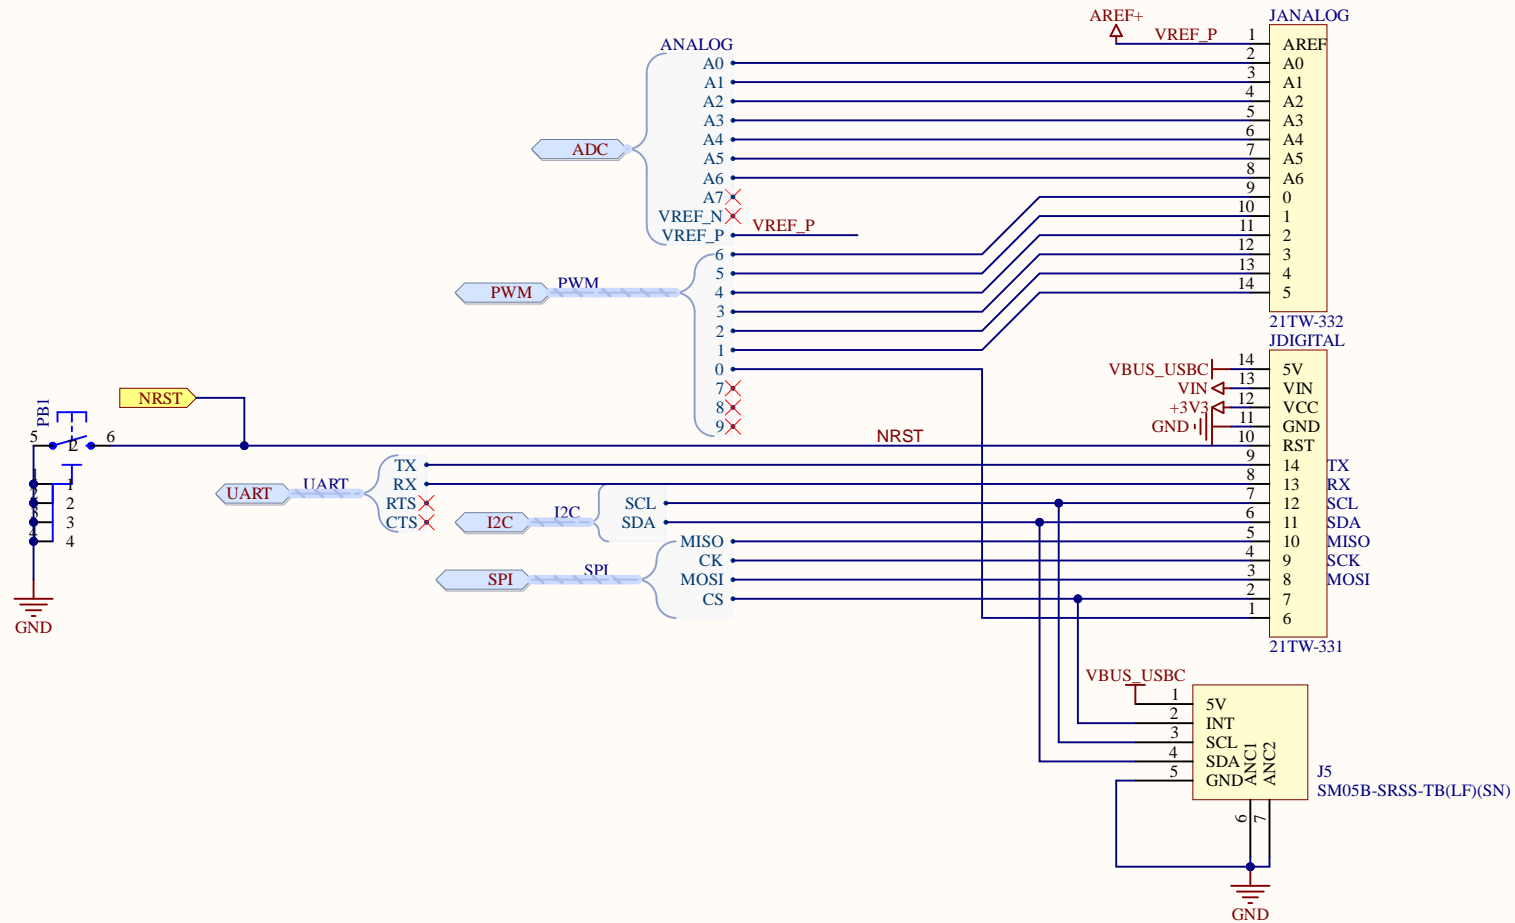 AREF+
VREF_P
JANALOG
1 AREF
2 A0
3 A1
4 A2
5 A3
6 A4
7 A5
8 A6
9 0
10 1
11 2
12 3
13 4
14 5
21TW-332
ANALOG
A0
A1
A2
A3
A4
A5
A6
A7
VREF_N
VREF_P VREF_P
ADC
PWM PWM
6
5
4
3
2
1
0
7
8
9
JDIGITAL
VBUS_USBC 14 5V
VIN 13 VIN
+3V3 12 VCC
GND 11 GND
NRST 10 RST
9 14 TX
8 13 RX
7 12 SCL
6 11 SDA
5 10 MISO
4 9 SCK
3 8 MOSI
2 7
1 6
21TW-331
NRST
PB1
5 6
1 1
2 2
3 3
4 4
GND
UART UART
TX
RX
RTS
CTS
I2C I2C
SCL
SDA
SPI SPI
MISO
CK
MOSI
CS
VBUS_USBC
1 5V
2 INT
3 SCL
4 SDA
5 GND
ANC1
ANC2
6
7
J5
SM05B-SRSS-TB(LF)(SN)
GND